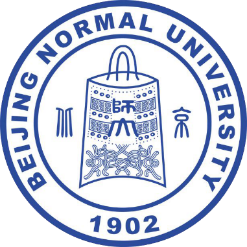 BEIJING NORMAL UNIVERSITY
北 師大 京
1902